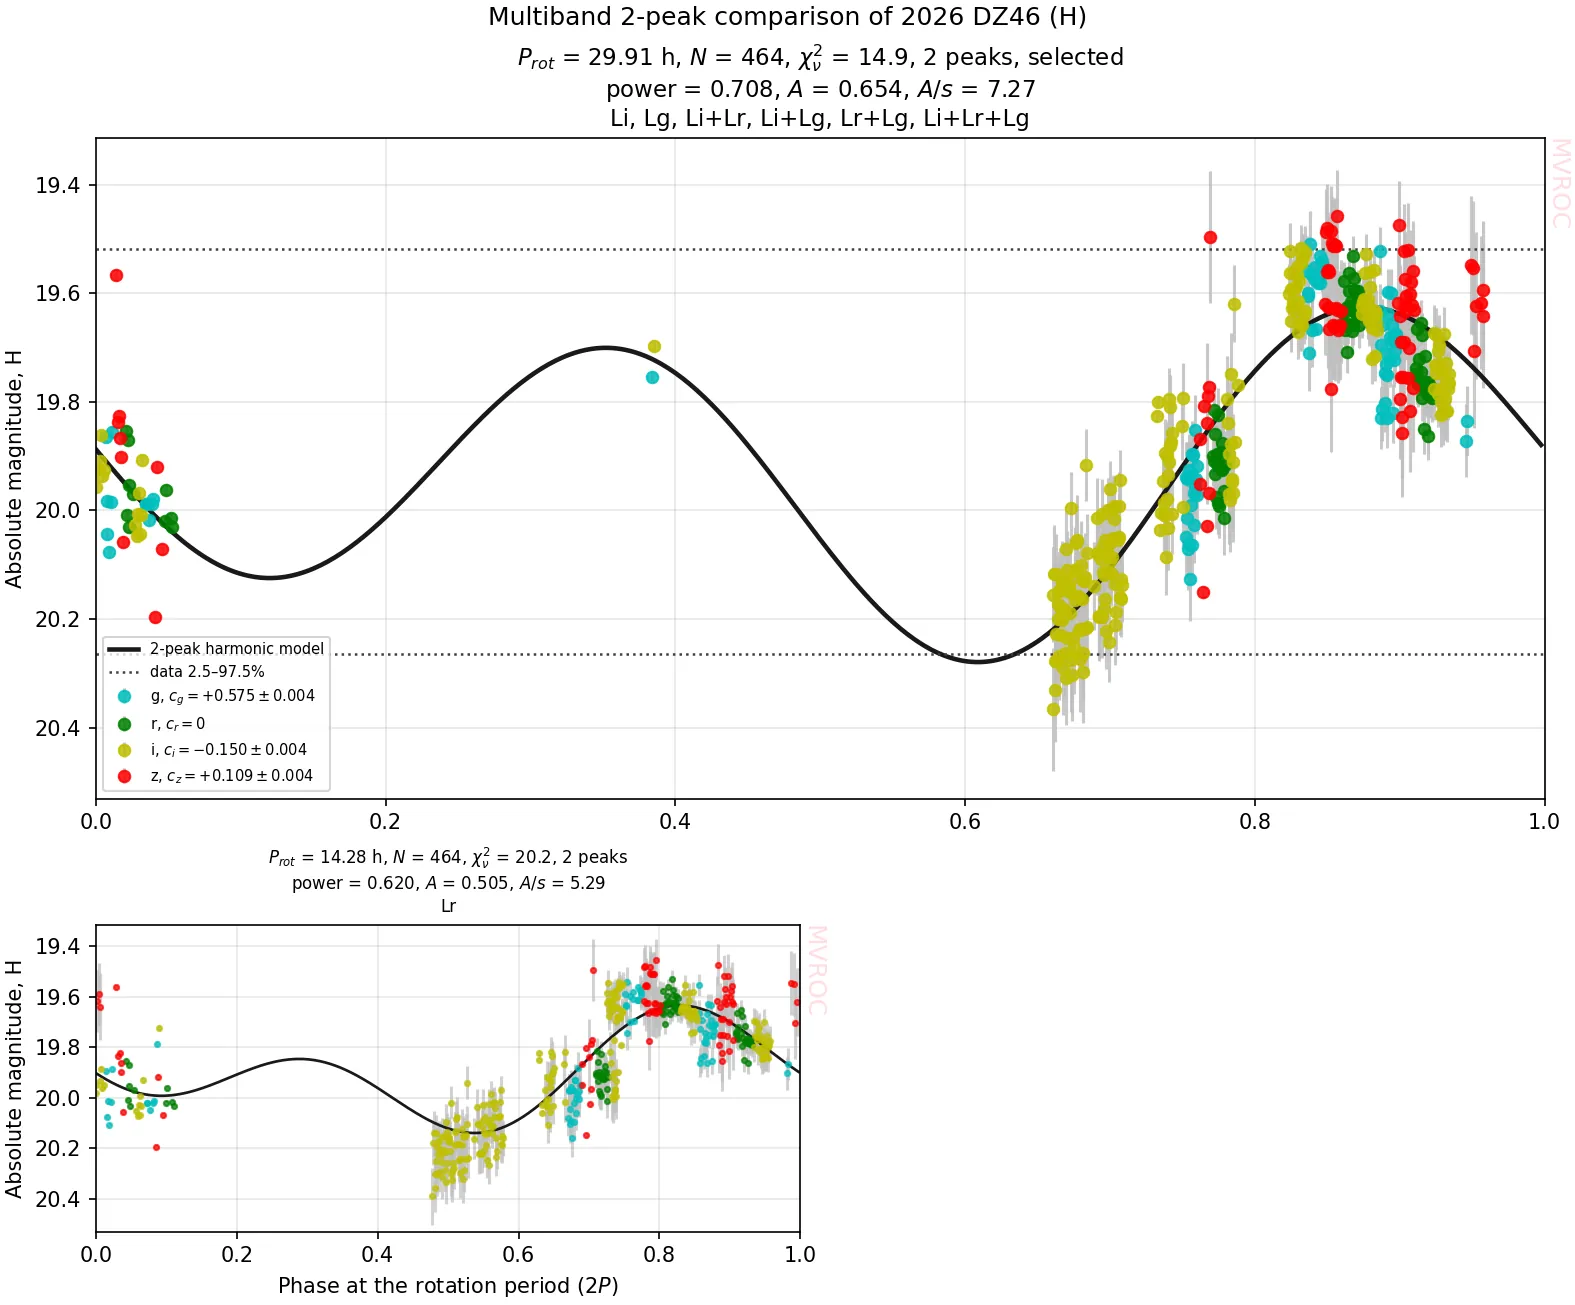 Multiband 2-peak comparison of 2026 DZ46 (H)
P_rot = 29.91 h, N = 464, χ²_ν = 14.9, 2 peaks, selected
power = 0.708, A = 0.654, A/s = 7.27
Li, Lg, Li+Lr, Li+Lg, Lr+Lg, Li+Lr+Lg
MVROC
Absolute magnitude, H
19.4
19.6
19.8
20.0
20.2
20.4
2-peak harmonic model
data 2.5–97.5%
g, c_g = +0.575 ± 0.004
r, c_r = 0
i, c_i = −0.150 ± 0.004
z, c_z = +0.109 ± 0.004
0.0 0.2 0.4 0.6 0.8 1.0
P_rot = 14.28 h, N = 464, χ²_ν = 20.2, 2 peaks
power = 0.620, A = 0.505, A/s = 5.29
Lr
MVROC
Absolute magnitude, H
19.4
19.6
19.8
20.0
20.2
20.4
0.0 0.2 0.4 0.6 0.8 1.0
Phase at the rotation period (2P)